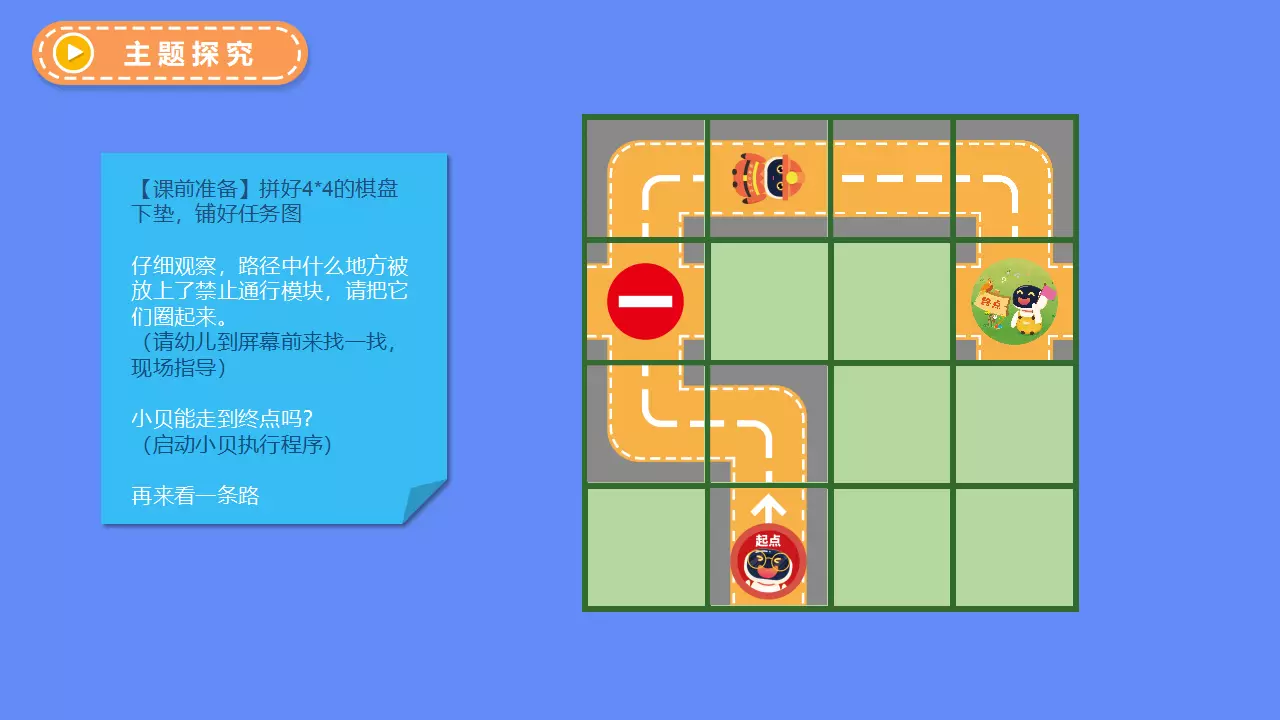 主题探究
【课前准备】拼好4*4的棋盘
下垫，铺好任务图
仔细观察，路径中什么地方被
放上了禁止通行模块，请把它
们圈起来。
（请幼儿到屏幕前来找一找，
现场指导）
小贝能走到终点吗？
（启动小贝执行程序）
再来看一条路
终点
起点